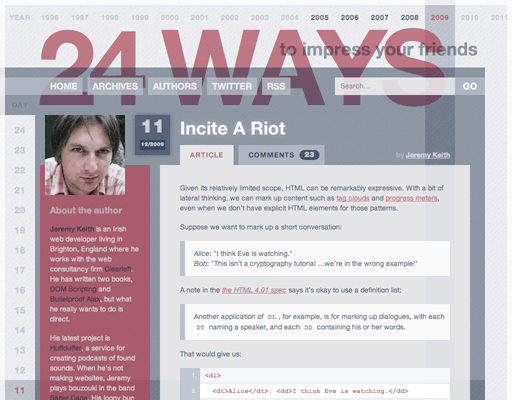 YEAR 1996 1997 1998 1999 2000 2001 2002 2003 2004 2005 2006 2007 2008 2009 2010 2011
24 WAYS
to impress your friends
HOME ARCHIVES AUTHORS TWITTER RSS Search... GO
DAY
24
23
22
21
20
19
18
17
16
15
14
13
12
11
11
12/2009
Incite A Riot
ARTICLE COMMENTS 23 by Jeremy Keith
About the author
Jeremy Keith is an Irish
web developer living in
Brighton, England where he
works with the web
consultancy firm Clearleft.
He has written two books,
DOM Scripting and
Bulletproof Ajax, but what
he really wants to do is
direct.
His latest project is
Huffduffer, a service for
creating podcasts of found
sounds. When he's not
making websites, Jeremy
plays bouzouki in the band
Salter Cane. His loony bun
Given its relatively limited scope, HTML can be remarkably expressive. With a bit of
lateral thinking, we can mark up content such as tag clouds and progress meters,
even when we don't have explicit HTML elements for those patterns.
Suppose we want to mark up a short conversation:
Alice: "I think Eve is watching."
Bob: "This isn't a cryptography tutorial ...we're in the wrong example!"
A note in the the HTML 4.01 spec says it's okay to use a definition list:
Another application of DL, for example, is for marking up dialogues, with each
DT naming a speaker, and each DD containing his or her words.
That would give us:
<dl>
<dt>Alice</dt>: <dd>I think Eve is watching.</dd>